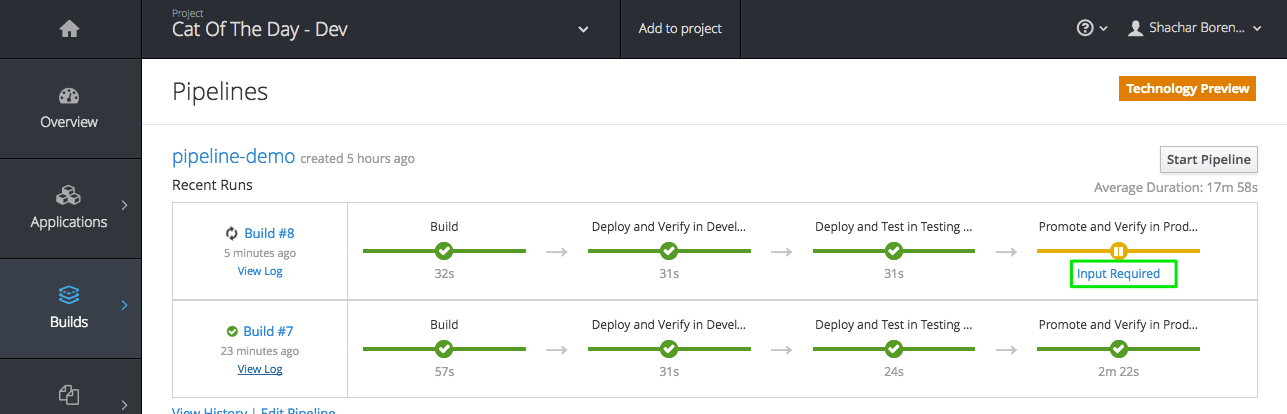 Project
Cat Of The Day - Dev
Add to project
Shachar Boren...
Overview
Applications
Builds
Pipelines
Technology Preview
pipeline-demo created 5 hours ago
Start Pipeline
Recent Runs
Average Duration: 17m 58s
Build #8
5 minutes ago
View Log
Build
32s
Deploy and Verify in Devel...
31s
Deploy and Test in Testing ...
31s
Promote and Verify in Prod...
Input Required
Build #7
23 minutes ago
View Log
Build
57s
Deploy and Verify in Devel...
31s
Deploy and Test in Testing ...
24s
Promote and Verify in Prod...
2m 22s
View History | Edit Pipeline